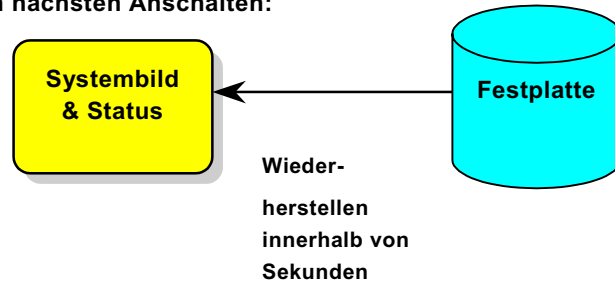 nächsten Anschalten:
Systembild
& Status
Festplatte
Wieder-
herstellen
innerhalb von
Sekunden